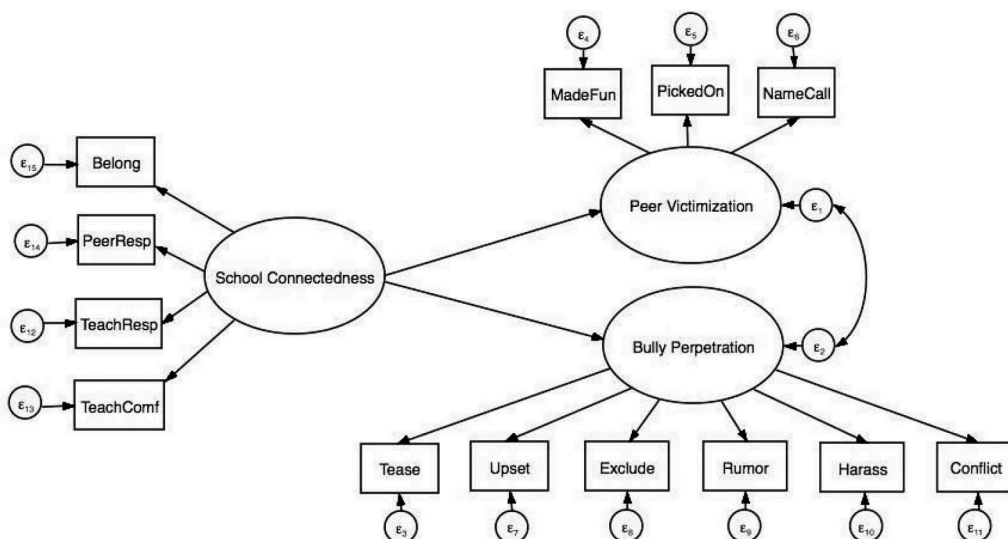 ε₄
ε₅
ε₆
MadeFun
PickedOn
NameCall
ε₁₅
Belong
ε₁₄
PeerResp
ε₁₂
TeachResp
ε₁₃
TeachComf
School Connectedness
Peer Victimization
ε₁
Bully Perpetration
ε₂
Tease
Upset
Exclude
Rumor
Harass
Conflict
ε₃
ε₇
ε₈
ε₉
ε₁₀
ε₁₁